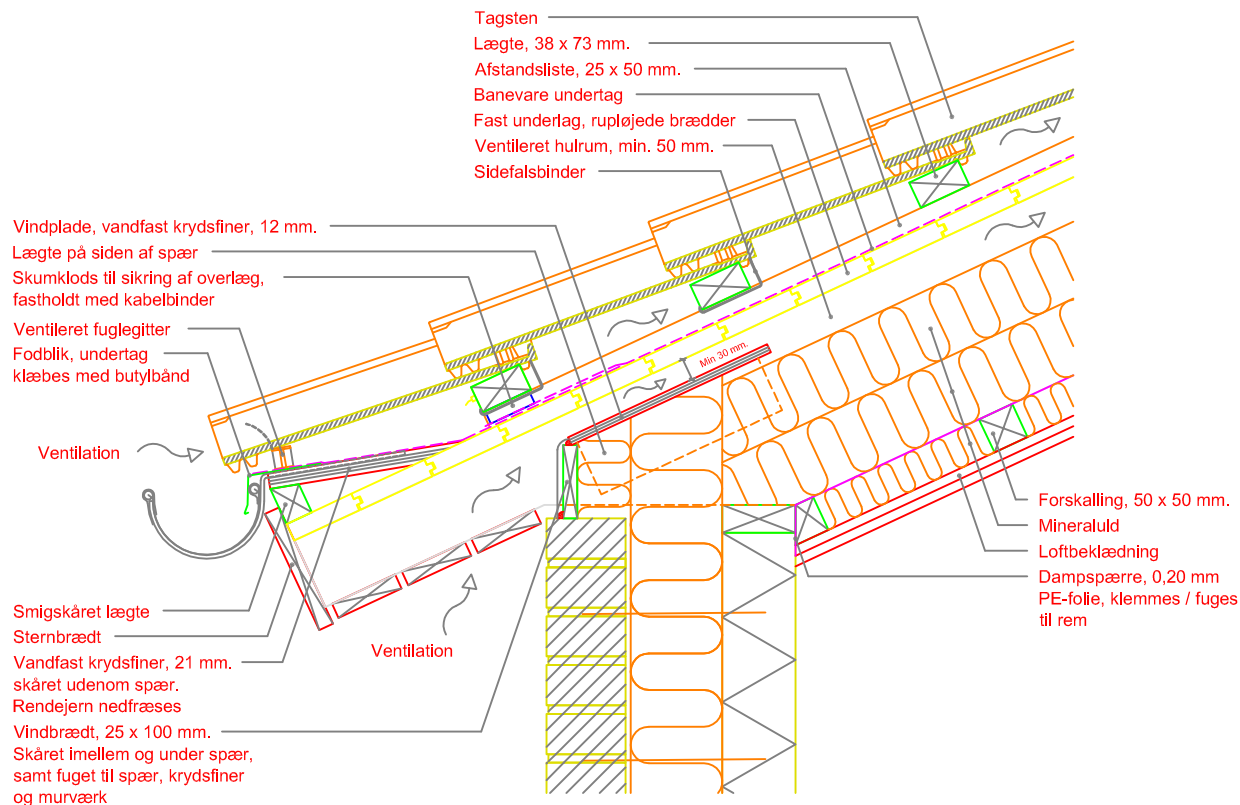 Tagsten
Lægte, 38 x 73 mm.
Afstandsliste, 25 x 50 mm.
Banevare undertag
Fast underlag, rupløjede brædder
Ventileret hulrum, min. 50 mm.
Sidefalsbinder
Vindplade, vandfast krydsfiner, 12 mm.
Lægte på siden af spær
Skumklods til sikring af overlæg,
fastholdt med kabelbinder
Ventileret fuglegitter
Fodblik, undertag
klæbes med butylbånd
Min 30 mm.
Ventilation
Smigskåret lægte
Sternbrædt
Vandfast krydsfiner, 21 mm.
skåret udenom spær.
Rendejern nedfræses
Vindbrædt, 25 x 100 mm.
Skåret imellem og under spær,
samt fuget til spær, krydsfiner
og murværk
Ventilation
Forskalling, 50 x 50 mm.
Mineraluld
Loftbeklædning
Dampspærre, 0,20 mm
PE-folie, klemmes / fuges
til rem